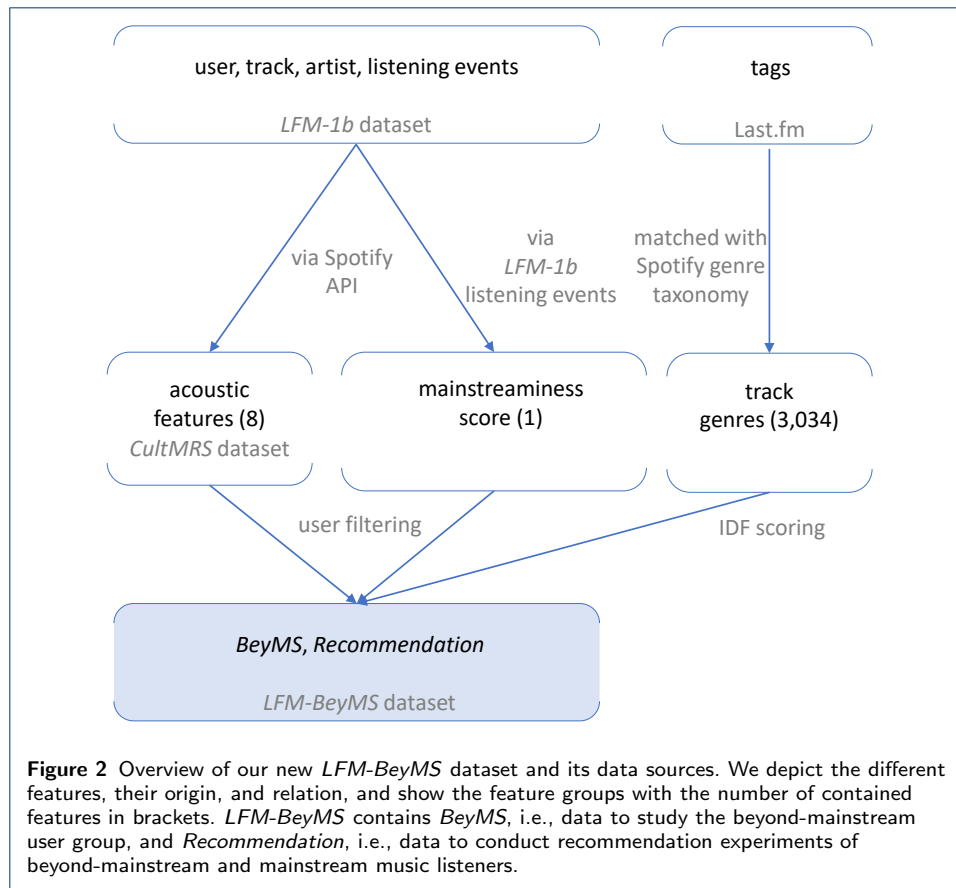 user, track, artist, listening events
LFM-1b dataset
tags
Last.fm
via Spotify
API
via
LFM-1b
listening events
matched with
Spotify genre
taxonomy
acoustic
features (8)
CultMRS dataset
mainstreaminess
score (1)
track
genres (3,034)
user filtering
IDF scoring
BeyMS, Recommendation
LFM-BeyMS dataset
Figure 2 Overview of our new LFM-BeyMS dataset and its data sources. We depict the different
features, their origin, and relation, and show the feature groups with the number of contained
features in brackets. LFM-BeyMS contains BeyMS, i.e., data to study the beyond-mainstream
user group, and Recommendation, i.e., data to conduct recommendation experiments of
beyond-mainstream and mainstream music listeners.